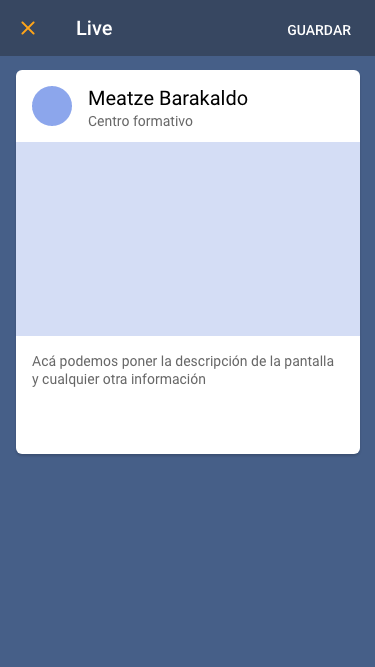 Live
GUARDAR
Meatze Barakaldo
Centro formativo
Acá podemos poner la descripción de la pantalla
y cualquier otra información